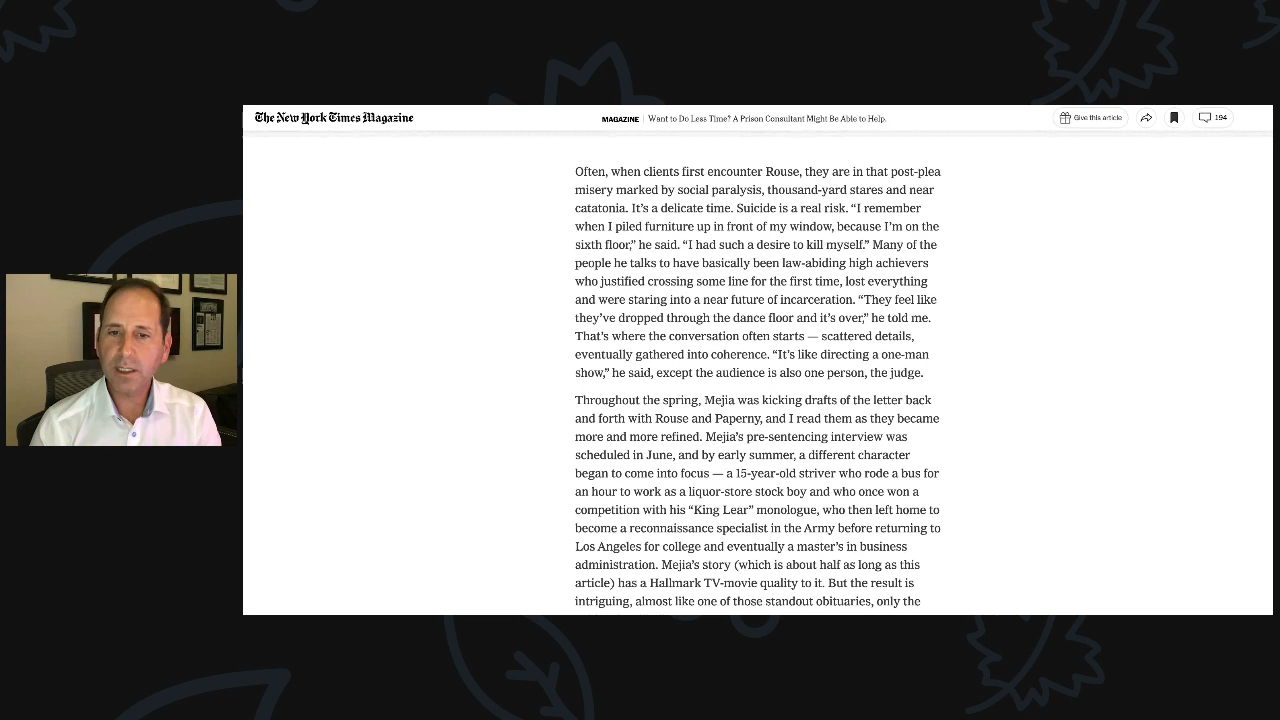 The New York Times Magazine
MAGAZINE | Want to Do Less Time? A Prison Consultant Might Be Able to Help.
Give this article
194
Often, when clients first encounter Rouse, they are in that post-plea
misery marked by social paralysis, thousand-yard stares and near
catatonia. It’s a delicate time. Suicide is a real risk. “I remember
when I piled furniture up in front of my window, because I’m on the
sixth floor,” he said. “I had such a desire to kill myself.” Many of the
people he talks to have basically been law-abiding high achievers
who justified crossing some line for the first time, lost everything
and were staring into a near future of incarceration. “They feel like
they’ve dropped through the dance floor and it’s over,” he told me.
That’s where the conversation often starts — scattered details,
eventually gathered into coherence. “It’s like directing a one-man
show,” he said, except the audience is also one person, the judge.
Throughout the spring, Mejia was kicking drafts of the letter back
and forth with Rouse and Paperny, and I read them as they became
more and more refined. Mejia’s pre-sentencing interview was
scheduled in June, and by early summer, a different character
began to come into focus — a 15-year-old striver who rode a bus for
an hour to work as a liquor-store stock boy and who once won a
competition with his “King Lear” monologue, who then left home to
become a reconnaissance specialist in the Army before returning to
Los Angeles for college and eventually a master’s in business
administration. Mejia’s story (which is about half as long as this
article) has a Hallmark TV-movie quality to it. But the result is
intriguing, almost like one of those standout obituaries, only the